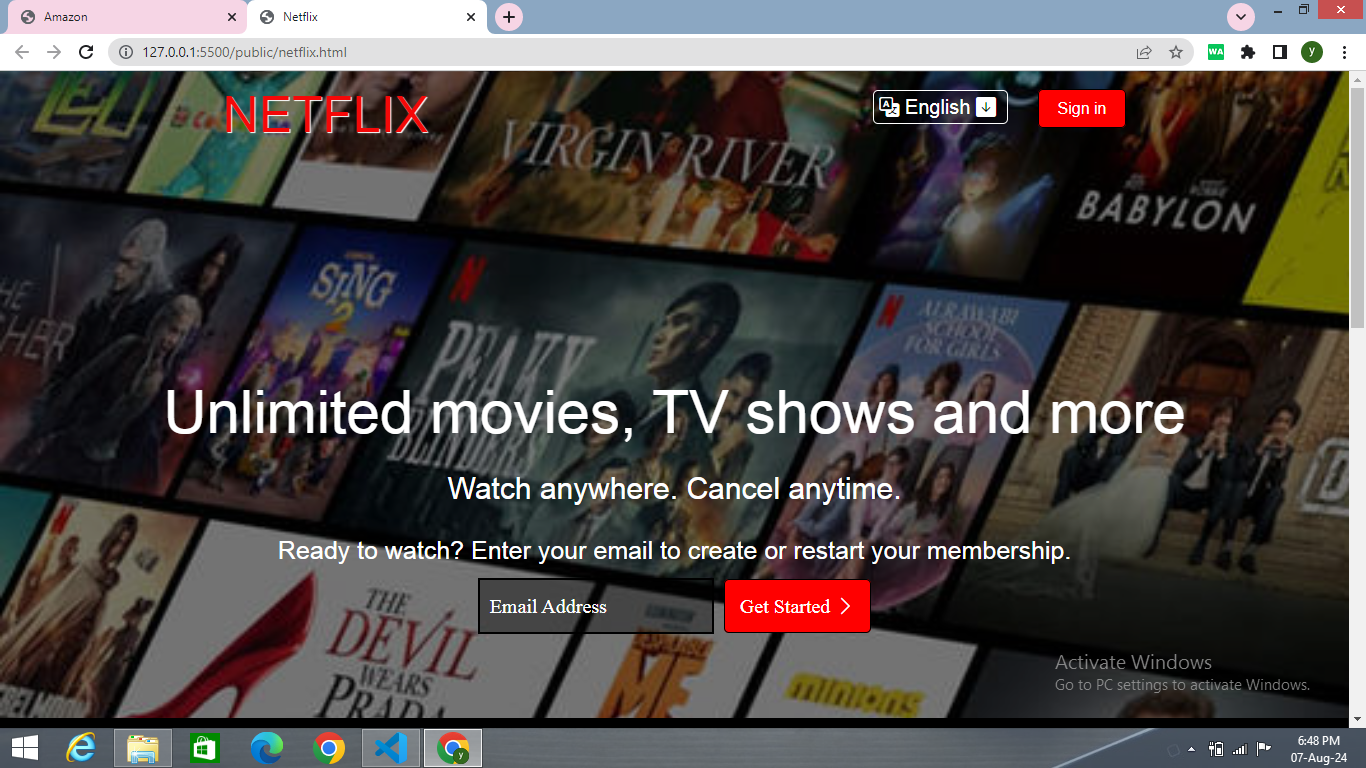 Amazon
Netflix
127.0.0.1:5500/public/netflix.html
WA
y
NETFLIX
English
Sign in
VIRGIN RIVER
BABYLON
SING
2
N
PEAKY
BLINDERS
N
ALRAWABI
SCHOOL
FOR GIRLS
Unlimited movies, TV shows and more
Watch anywhere. Cancel anytime.
Ready to watch? Enter your email to create or restart your membership.
Email Address
Get Started
N
THE
DEVIL
WEARS
PRADA
DESPICABLE
ME
minions
Activate Windows
Go to PC settings to activate Windows.
y
6:48 PM
07-Aug-24